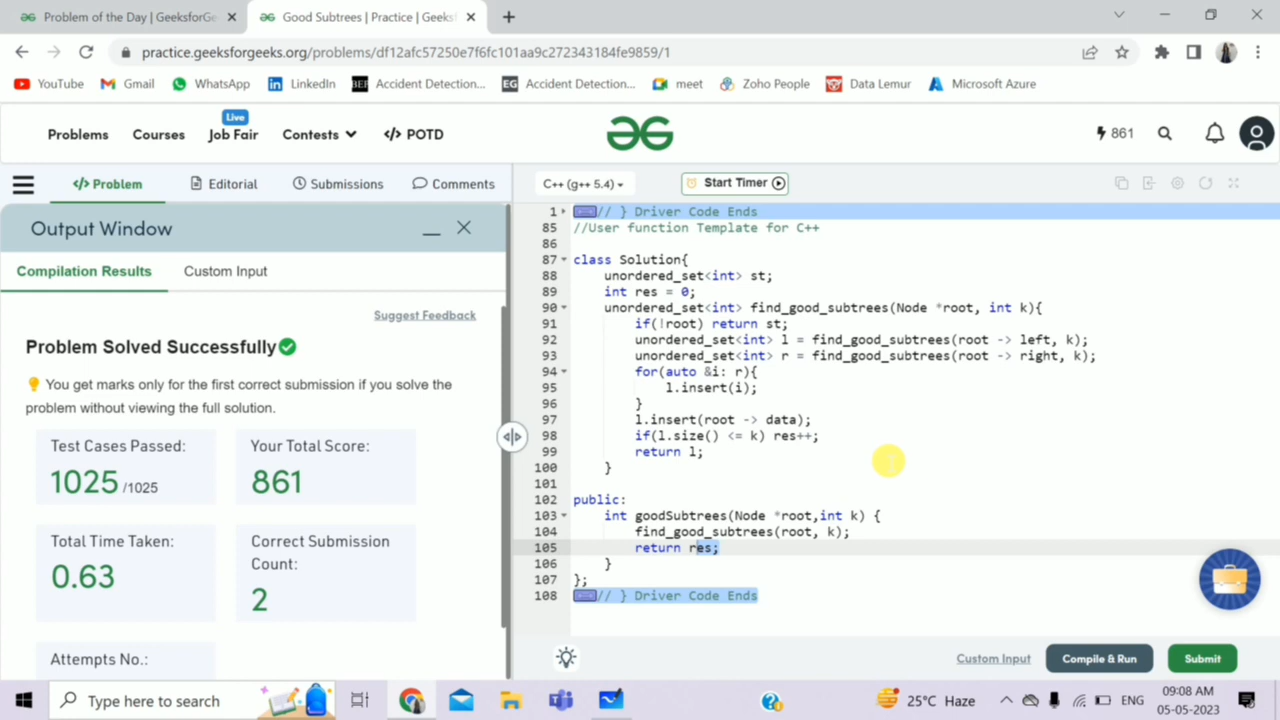 Problem of the Day | GeeksforGe
Good Subtrees | Practice | Geeks
practice.geeksforgeeks.org/problems/df12afc57250e7f6fc101aa9c272343184fe9859/1
YouTube Gmail WhatsApp LinkedIn Accident Detection... EG Accident Detection... meet Zoho People Data Lemur Microsoft Azure
Live
Problems Courses Job Fair Contests </> POTD 861
</> Problem Editorial Submissions Comments
C++ (g++ 5.4) Start Timer
Output Window
Compilation Results Custom Input
Suggest Feedback
Problem Solved Successfully
You get marks only for the first correct submission if you solve the
problem without viewing the full solution.
Test Cases Passed: Your Total Score:
1025 /1025 861
Total Time Taken: Correct Submission
Count:
0.63 2
Attempts No.:
1 // } Driver Code Ends
85 //User function Template for C++
86
87 class Solution{
88 unordered_set<int> st;
89 int res = 0;
90 unordered_set<int> find_good_subtrees(Node *root, int k){
91 if(!root) return st;
92 unordered_set<int> l = find_good_subtrees(root -> left, k);
93 unordered_set<int> r = find_good_subtrees(root -> right, k);
94 for(auto &i: r){
95 l.insert(i);
96 }
97 l.insert(root -> data);
98 if(l.size() <= k) res++;
99 return l;
100 }
101
102 public:
103 int goodSubtrees(Node *root,int k) {
104 find_good_subtrees(root, k);
105 return res;
106 }
107 };
108 // } Driver Code Ends
Custom Input Compile & Run Submit
Type here to search
25°C Haze
ENG
09:08 AM
05-05-2023